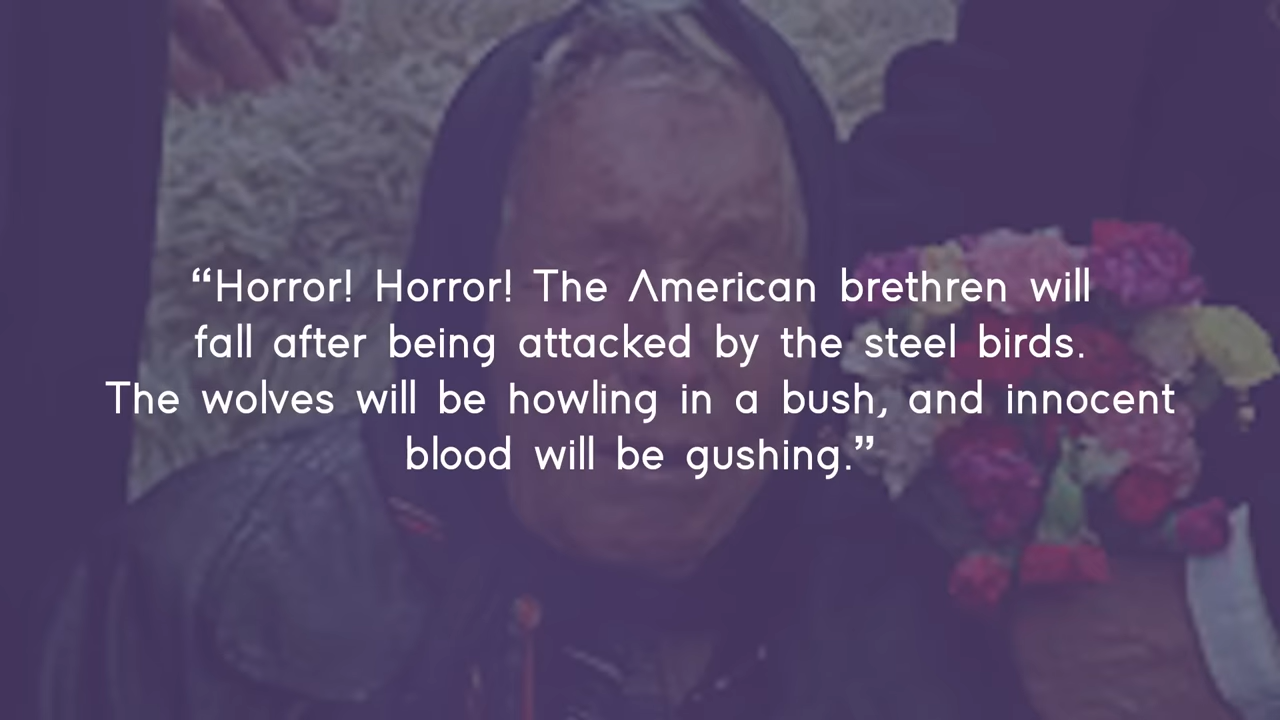 “Horror! Horror! The American brethren will
fall after being attacked by the steel birds.
The wolves will be howling in a bush, and innocent
blood will be gushing.”